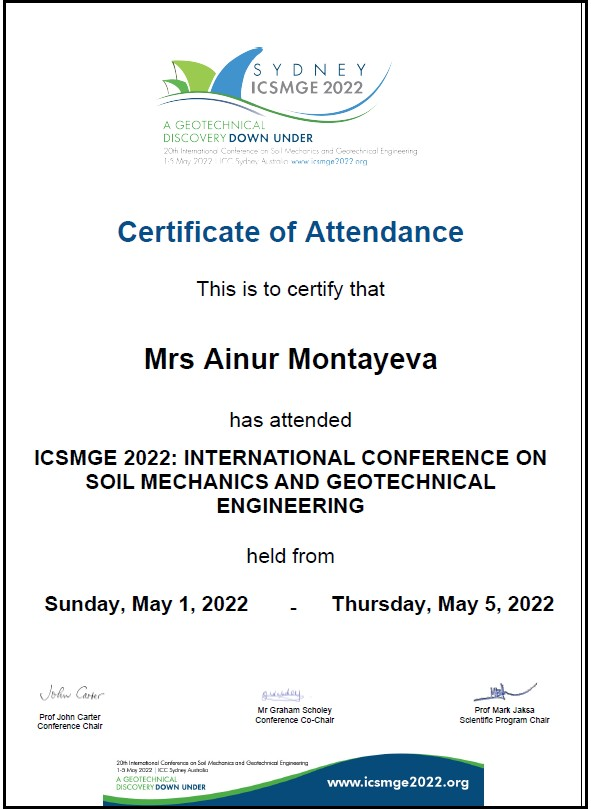 SYDNEY
ICSMGE 2022
A GEOTECHNICAL
DISCOVERY DOWN UNDER
20th International Conference on Soil Mechanics and Geotechnical Engineering
1-5 May 2022 | ICC Sydney Australia www.icsmge2022.org
Certificate of Attendance
This is to certify that
Mrs Ainur Montayeva
has attended
ICSMGE 2022: INTERNATIONAL CONFERENCE ON
SOIL MECHANICS AND GEOTECHNICAL
ENGINEERING
held from
Sunday, May 1, 2022 - Thursday, May 5, 2022
John Carter
Prof John Carter
Conference Chair
Mr Graham Scholey
Conference Co-Chair
Prof Mark Jaksa
Scientific Program Chair
20th International Conference on Soil Mechanics and Geotechnical Engineering
1-5 May 2022 | ICC Sydney Australia
A GEOTECHNICAL
DISCOVERY DOWN UNDER
www.icsmge2022.org